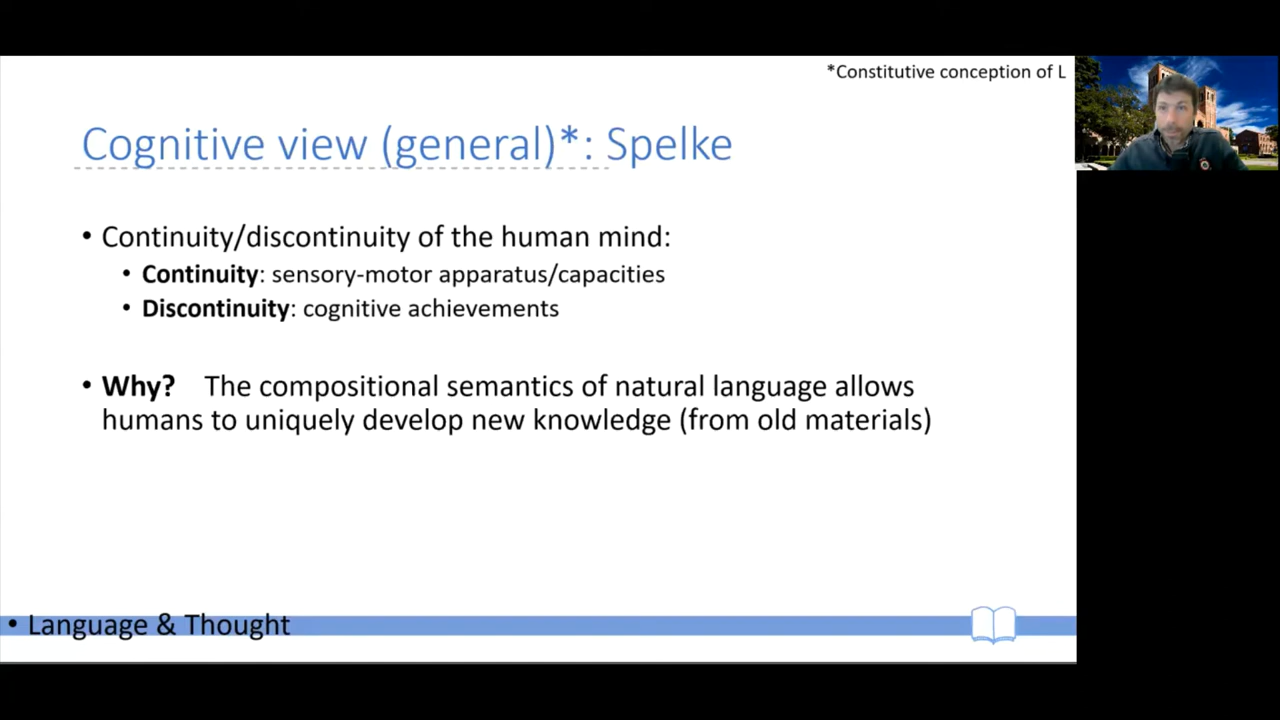 *Constitutive conception of L
Cognitive view (general)*: Spelke
• Continuity/discontinuity of the human mind:
• Continuity: sensory-motor apparatus/capacities
• Discontinuity: cognitive achievements
• Why? The compositional semantics of natural language allows
humans to uniquely develop new knowledge (from old materials)
• Language & Thought